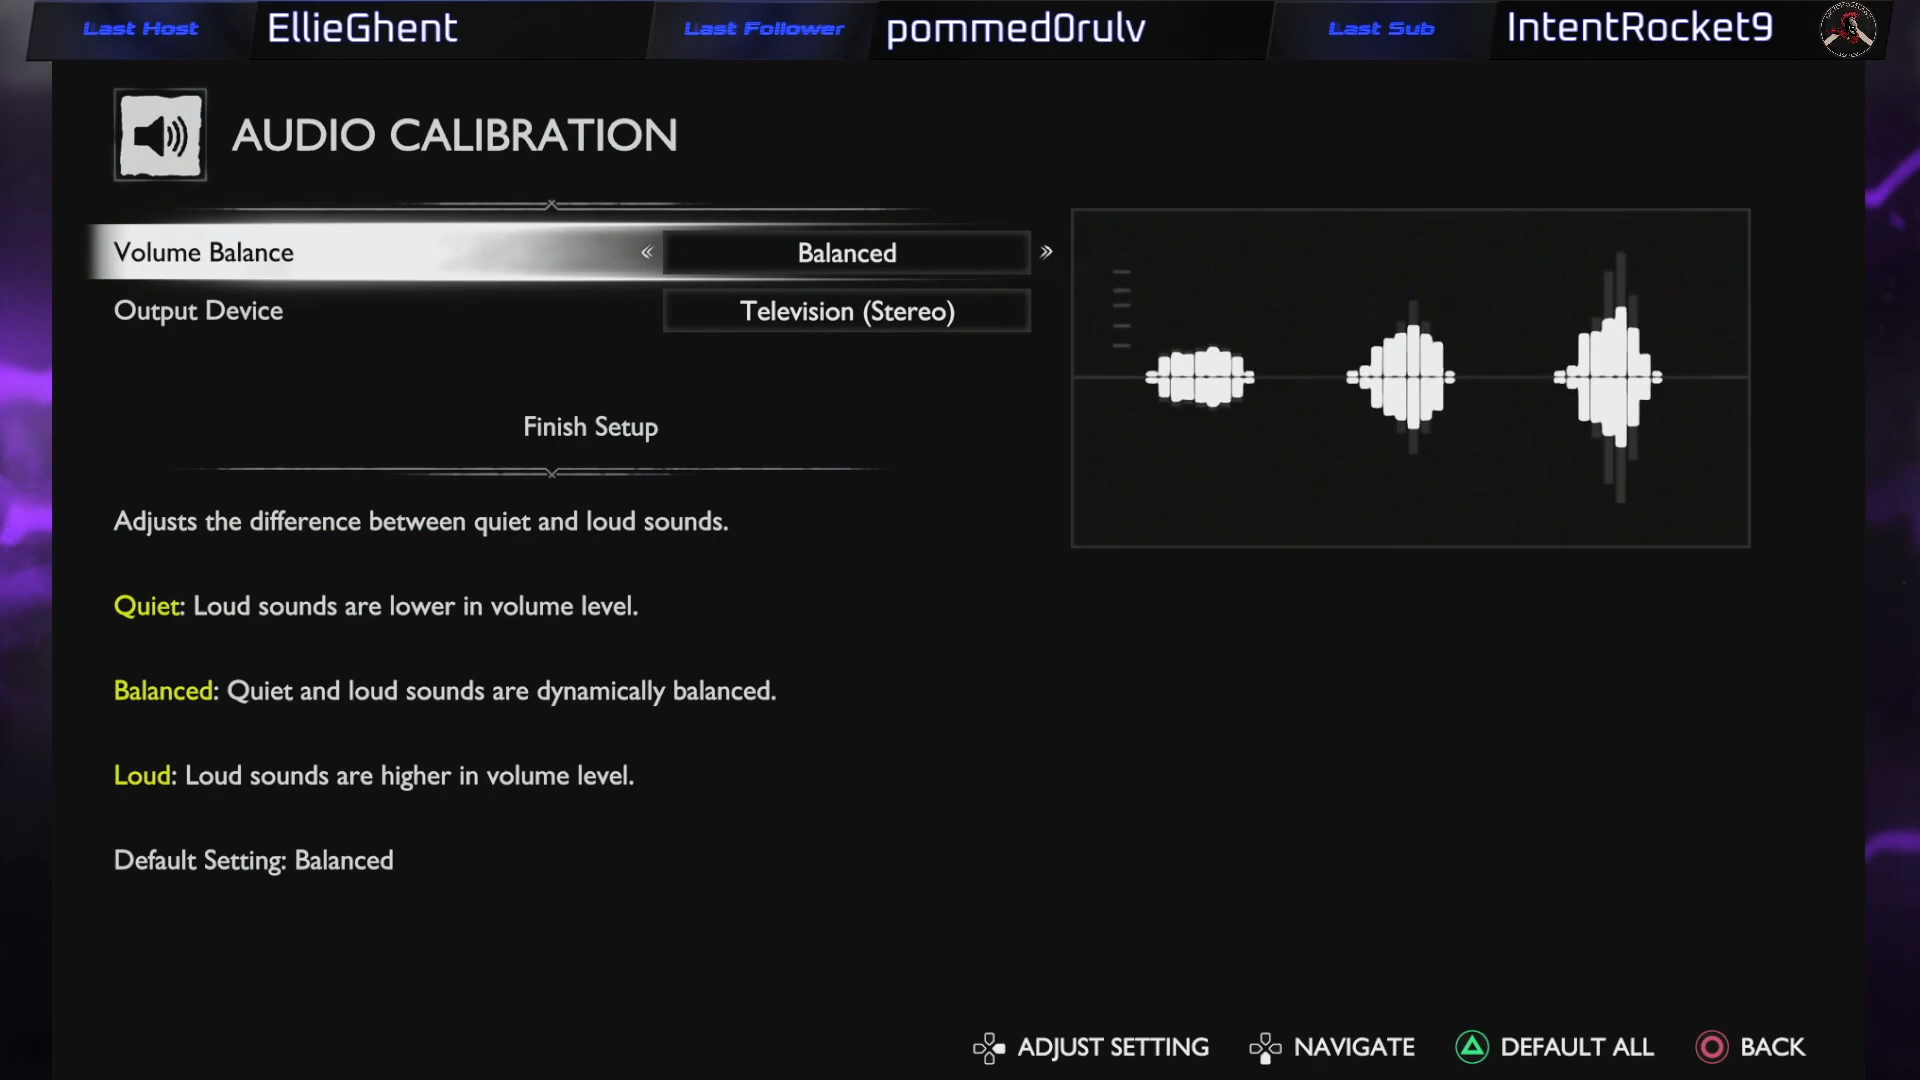 Last Host EllieGhent Last Follower pommed0rulv Last Sub IntentRocket9
AUDIO CALIBRATION
Volume Balance « Balanced »
Output Device Television (Stereo)
Finish Setup
Adjusts the difference between quiet and loud sounds.
Quiet: Loud sounds are lower in volume level.
Balanced: Quiet and loud sounds are dynamically balanced.
Loud: Loud sounds are higher in volume level.
Default Setting: Balanced
ADJUST SETTING NAVIGATE DEFAULT ALL BACK